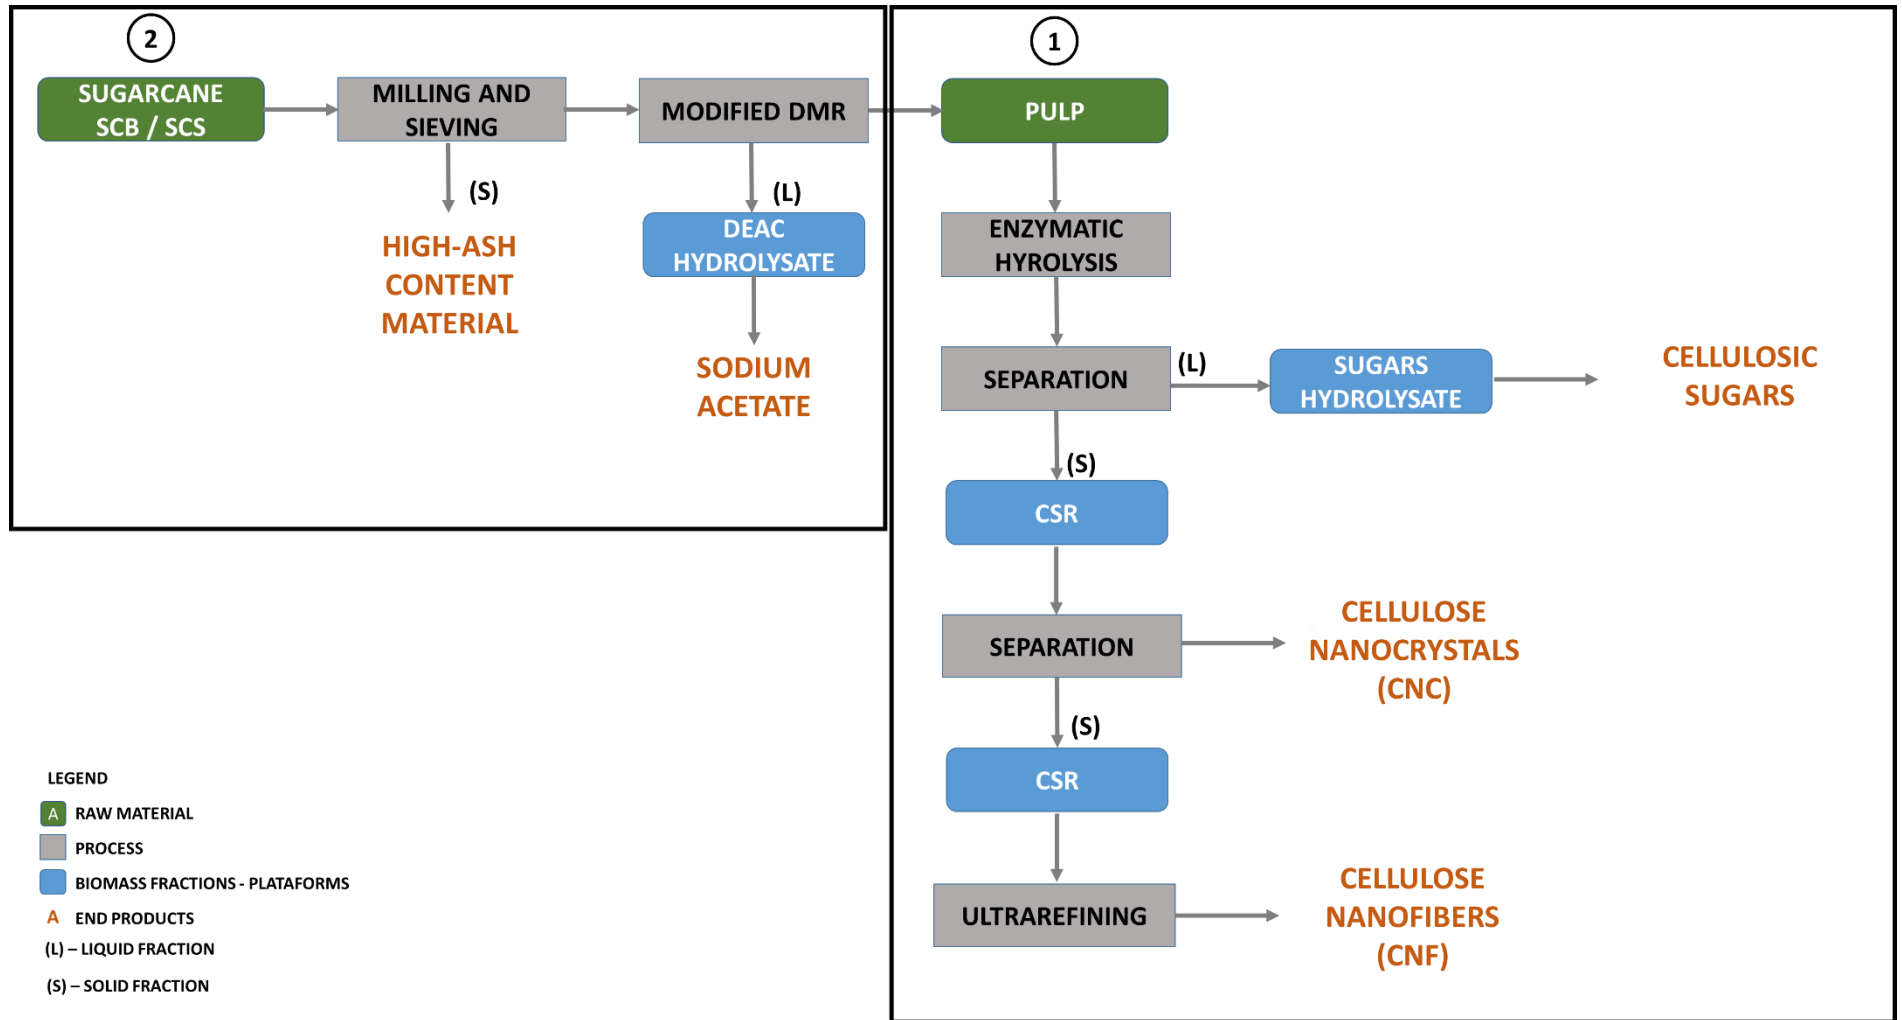 2
SUGARCANE
SCB / SCS
MILLING AND
SIEVING
MODIFIED DMR
(S)
(L)
HIGH-ASH
CONTENT
MATERIAL
DEAC
HYDROLYSATE
SODIUM
ACETATE
1
PULP
ENZYMATIC
HYROLYSIS
SEPARATION
(L)
SUGARS
HYDROLYSATE
CELLULOSIC
SUGARS
(S)
CSR
SEPARATION
CELLULOSE
NANOCRYSTALS
(CNC)
(S)
CSR
ULTRAREFINING
CELLULOSE
NANOFIBERS
(CNF)
LEGEND
A RAW MATERIAL
PROCESS
BIOMASS FRACTIONS - PLATAFORMS
A END PRODUCTS
(L) – LIQUID FRACTION
(S) – SOLID FRACTION